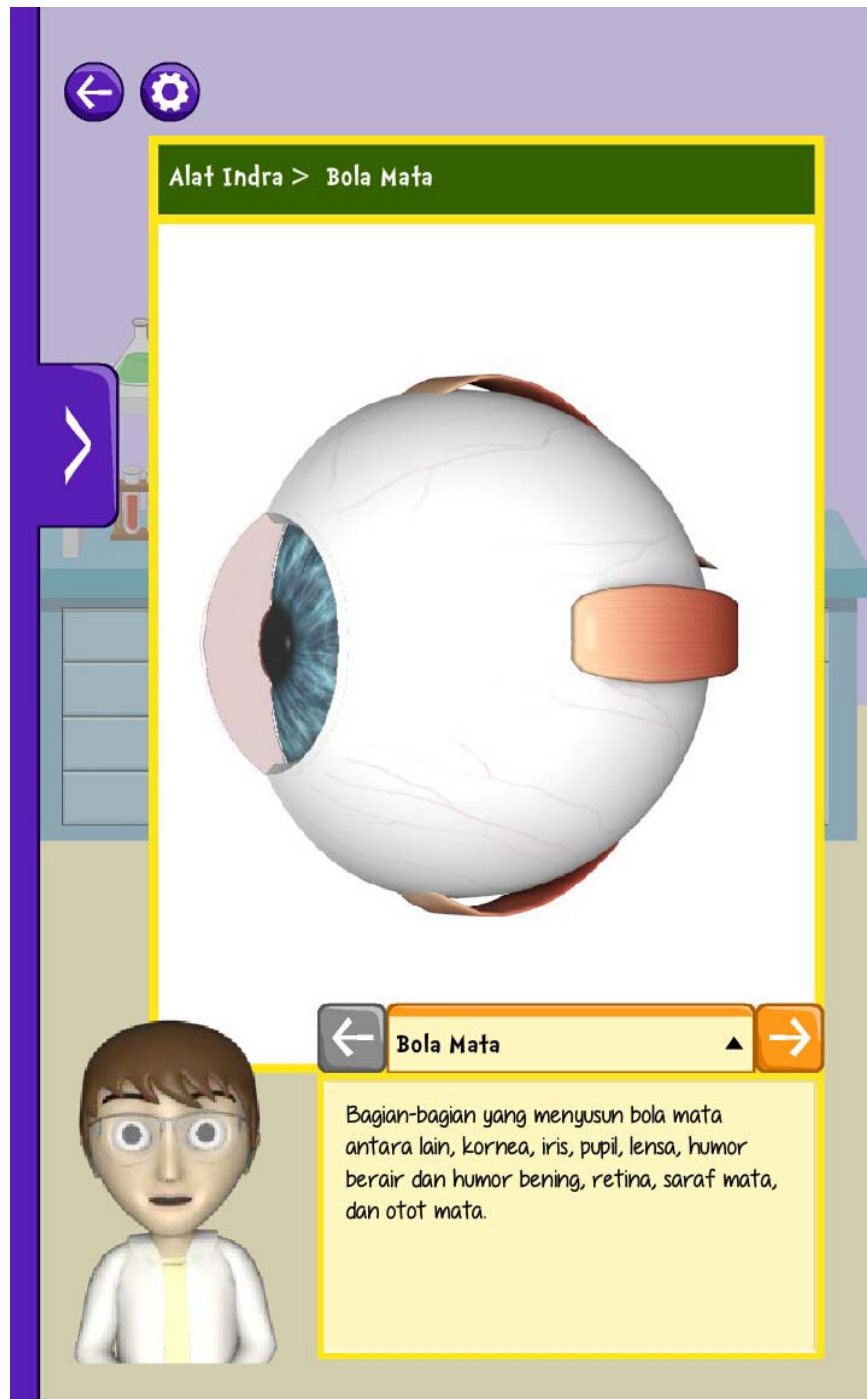 Alat Indra > Bola Mata
Bola Mata
Bagian-bagian yang menyusun bola mata
antara lain, kornea, iris, pupil, lensa, humor
berair dan humor bening, retina, saraf mata,
dan otot mata.